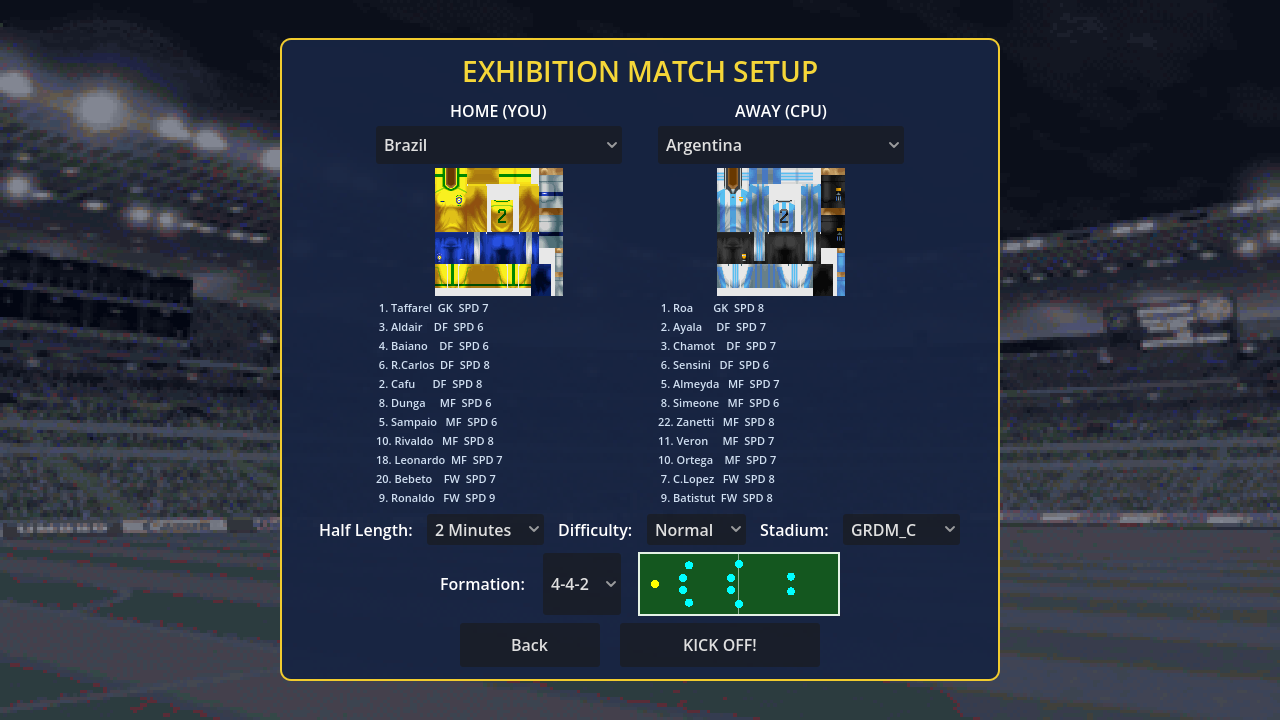 EXHIBITION MATCH SETUP
HOME (YOU) AWAY (CPU)
Brazil Argentina
2 2
1. Taffarel GK SPD 7
3. Aldair DF SPD 6
4. Baiano DF SPD 6
6. R.Carlos DF SPD 8
2. Cafu DF SPD 8
8. Dunga MF SPD 6
5. Sampaio MF SPD 6
10. Rivaldo MF SPD 8
18. Leonardo MF SPD 7
20. Bebeto FW SPD 7
9. Ronaldo FW SPD 9
1. Roa GK SPD 8
2. Ayala DF SPD 7
3. Chamot DF SPD 7
6. Sensini DF SPD 6
5. Almeyda MF SPD 7
8. Simeone MF SPD 6
22. Zanetti MF SPD 8
11. Veron MF SPD 7
10. Ortega MF SPD 7
7. C.Lopez FW SPD 8
9. Batistut FW SPD 8
Half Length: 2 Minutes Difficulty: Normal Stadium: GRDM_C
Formation: 4-4-2
Back KICK OFF!